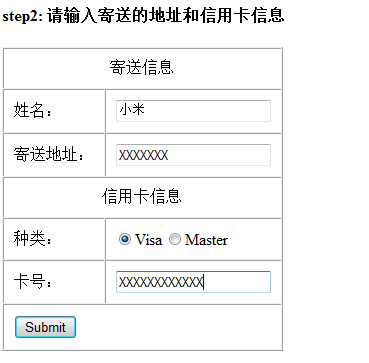 step2: 请输入寄送的地址和信用卡信息
寄送信息
姓名： 小米
寄送地址： XXXXXXX
信用卡信息
种类： Visa Master
卡号： XXXXXXXXXXXX
Submit